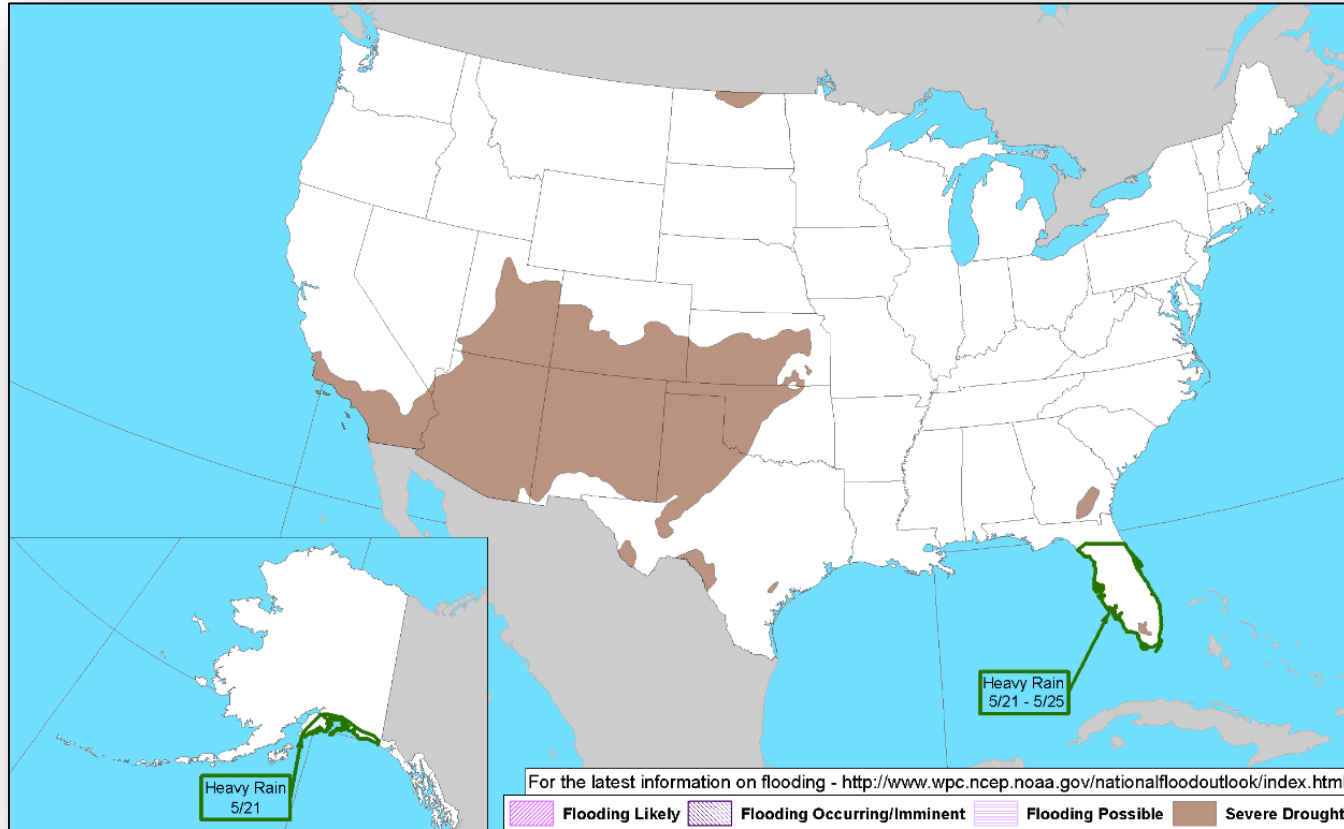 Heavy Rain
5/21 - 5/25
Heavy Rain
5/21
For the latest information on flooding - http://www.wpc.ncep.noaa.gov/nationalfloodoutlook/index.html
Flooding Likely
Flooding Occurring/Imminent
Flooding Possible
Severe Drought